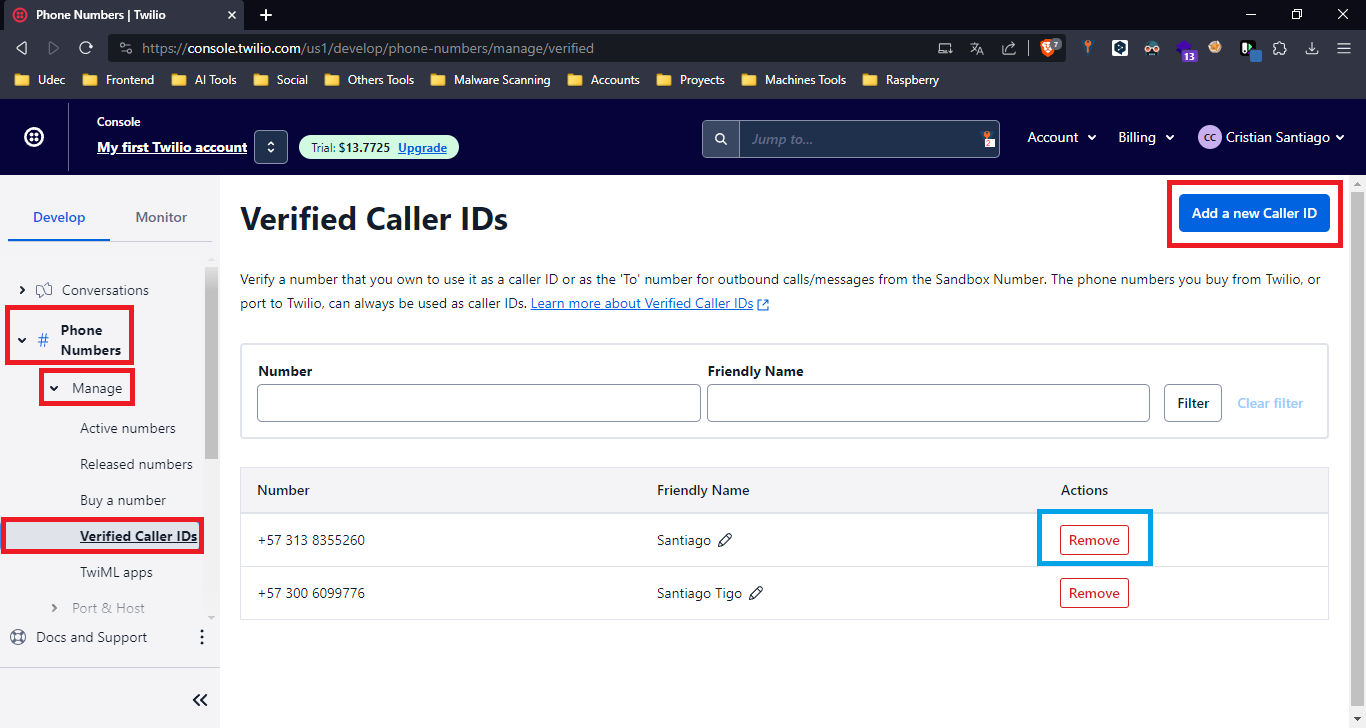 Phone Numbers | Twilio
https://console.twilio.com/us1/develop/phone-numbers/manage/verified
7
13
Udec
Frontend
AI Tools
Social
Others Tools
Malware Scanning
Accounts
Proyects
Machines Tools
Raspberry
Console
My first Twilio account
Trial: $13.7725 Upgrade
Jump to...
2
Account
Billing
CC
Cristian Santiago
Develop
Monitor
Conversations
# Phone
Numbers
Manage
Active numbers
Released numbers
Buy a number
Verified Caller IDs
TwiML apps
Port & Host
Docs and Support
Verified Caller IDs
Add a new Caller ID
Verify a number that you own to use it as a caller ID or as the 'To' number for outbound calls/messages from the Sandbox Number. The phone numbers you buy from Twilio, or
port to Twilio, can always be used as caller IDs. Learn more about Verified Caller IDs
Number
Friendly Name
Filter
Clear filter
Number Friendly Name Actions
+57 313 8355260 Santiago Remove
+57 300 6099776 Santiago Tigo Remove